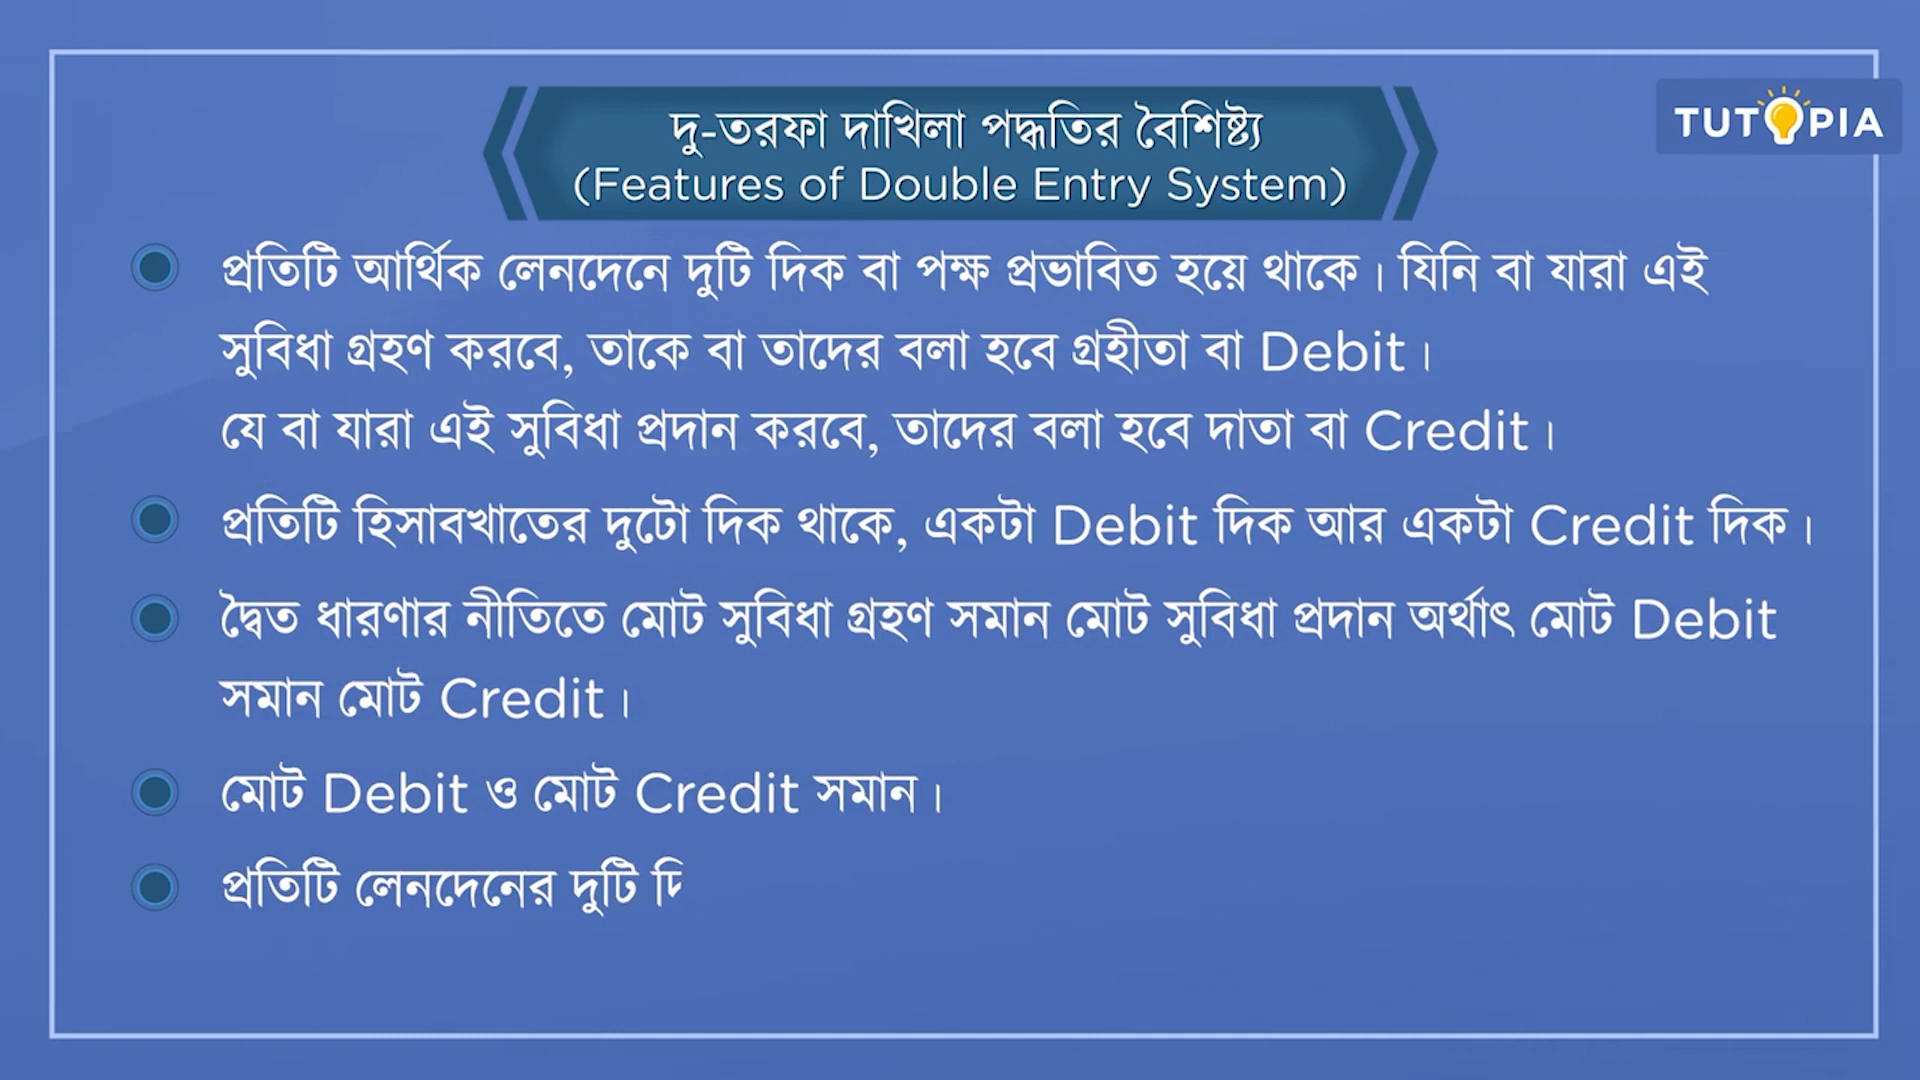 দু-তরফা দাখিলা পদ্ধতির বৈশিষ্ট্য
(Features of Double Entry System)
TUTOPIA
প্রতিটি আর্থিক লেনদেনে দুটি দিক বা পক্ষ প্রভাবিত হয়ে থাকে। যিনি বা যারা এই
সুবিধা গ্রহণ করবে, তাকে বা তাদের বলা হবে গ্রহীতা বা Debit।
যে বা যারা এই সুবিধা প্রদান করবে, তাদের বলা হবে দাতা বা Credit।
প্রতিটি হিসাবখাতের দুটো দিক থাকে, একটা Debit দিক আর একটা Credit দিক।
দ্বৈত ধারণার নীতিতে মোট সুবিধা গ্রহণ সমান মোট সুবিধা প্রদান অর্থাৎ মোট Debit
সমান মোট Credit।
মোট Debit ও মোট Credit সমান।
প্রতিটি লেনদেনের দুটি দি